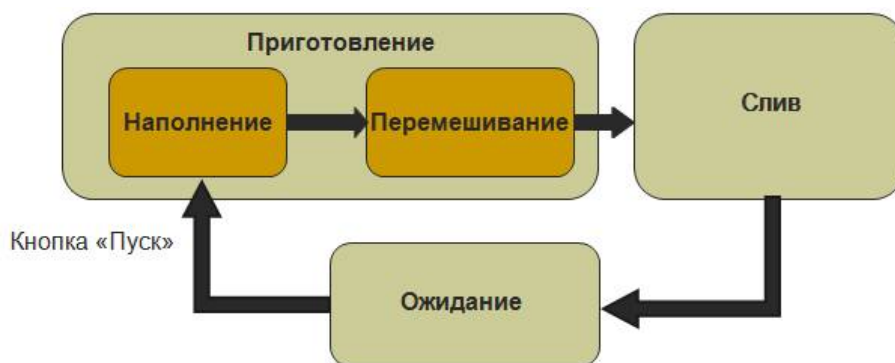 Приготовление
Наполнение
Перемешивание
Слив
Кнопка «Пуск»
Ожидание